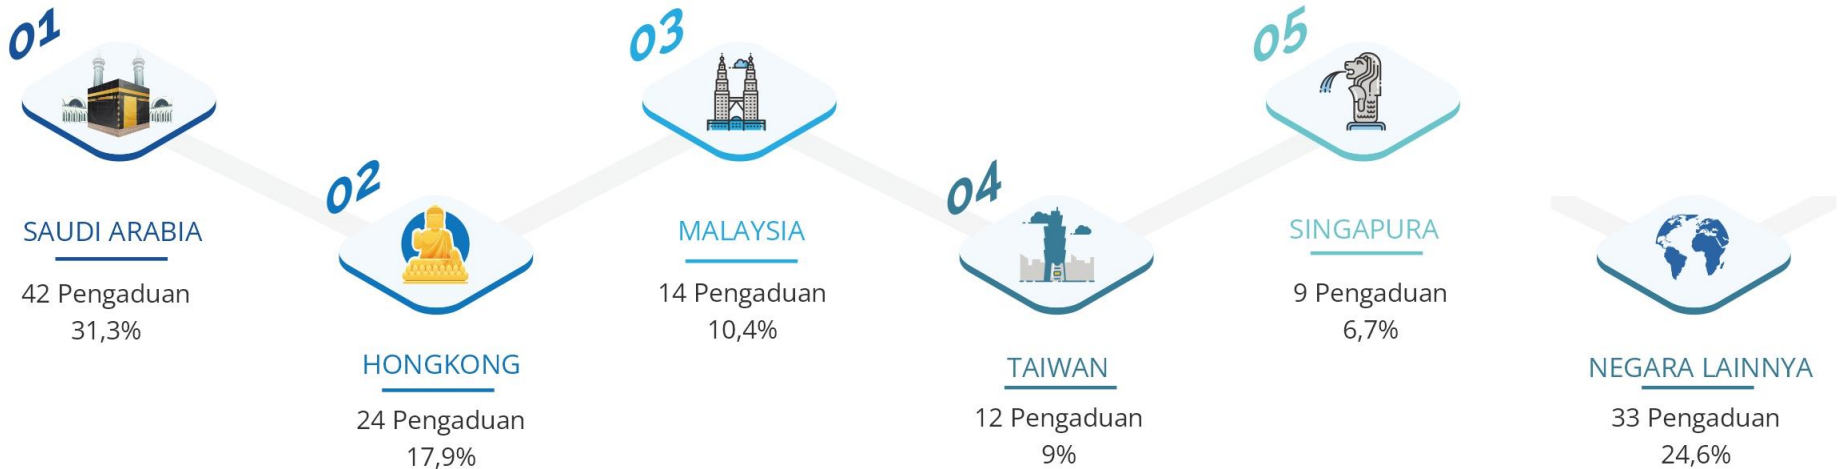 01
SAUDI ARABIA
42 Pengaduan
31,3%
02
HONGKONG
24 Pengaduan
17,9%
03
MALAYSIA
14 Pengaduan
10,4%
04
TAIWAN
12 Pengaduan
9%
05
SINGAPURA
9 Pengaduan
6,7%
NEGARA LAINNYA
33 Pengaduan
24,6%